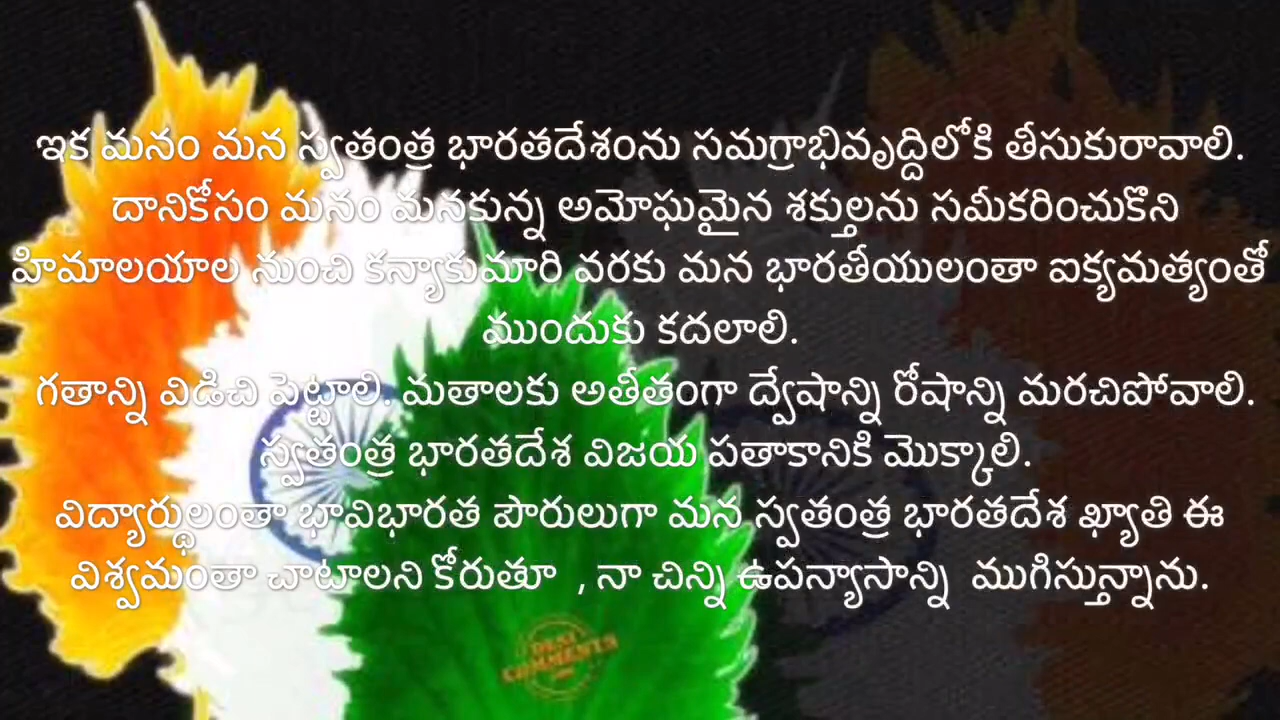 ఇక మనం మన స్వతంత్ర భారతదేశంను సమగ్రాభివృద్దిలోకి తీసుకురావాలి.
దానికోసం మనం మనకున్న అమోఘమైన శక్తులను సమీకరించుకొని
హిమాలయాల నుంచి కన్యాకుమారి వరకు మన భారతీయులంతా ఐక్యమత్యంతో
ముందుకు కదలాలి.
గతాన్ని విడిచి పెట్టాలి. మతాలకు అతీతంగా ద్వేషాన్ని రోషాన్ని మరచిపోవాలి.
స్వతంత్ర భారతదేశ విజయ పతాకానికి మొక్కాలి.
విద్యార్థులంతా భావిభారత పౌరులుగా మన స్వతంత్ర భారతదేశ ఖ్యాతి ఈ
విశ్వమంతా చాటాలని కోరుతూ , నా చిన్ని ఉపన్యాసాన్ని ముగిస్తున్నాను.
DESI
COMMENTS